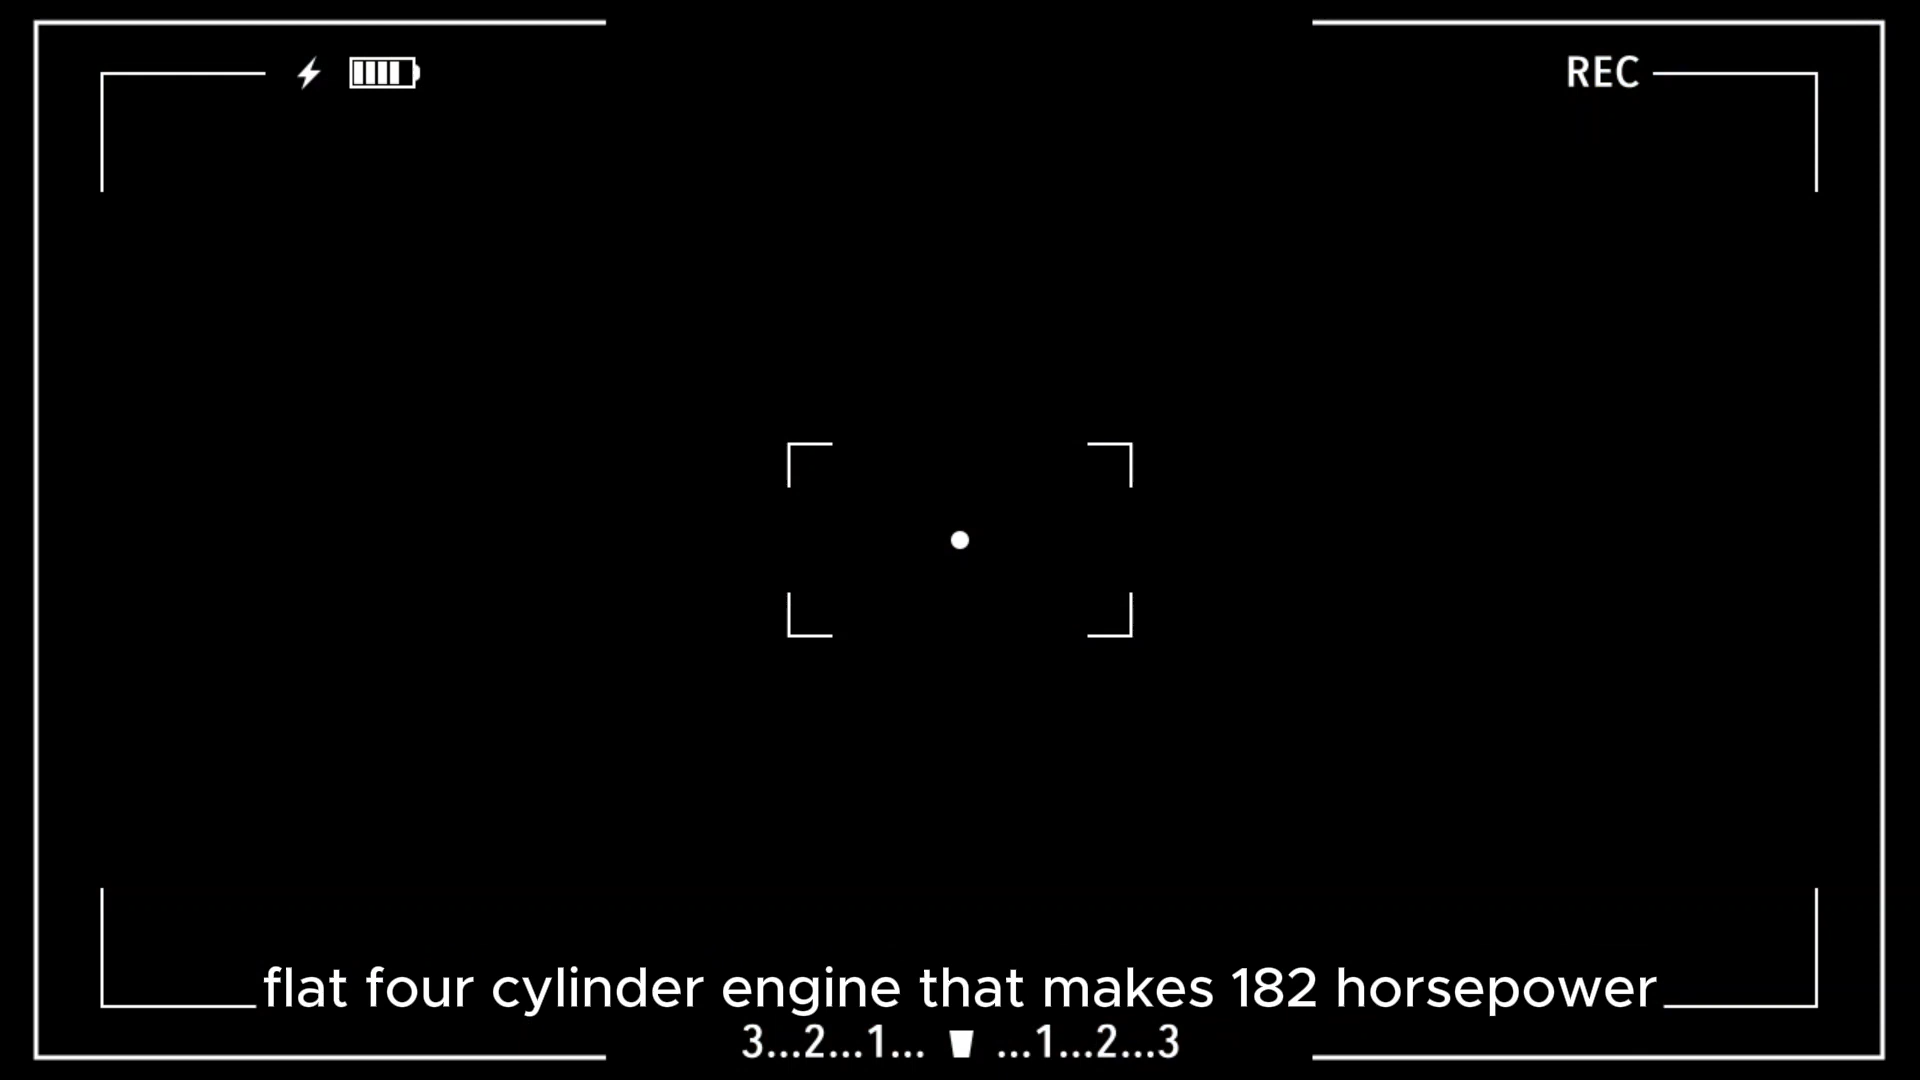 REC
flat four cylinder engine that makes 182 horsepower
3...2...1... ...1...2...3